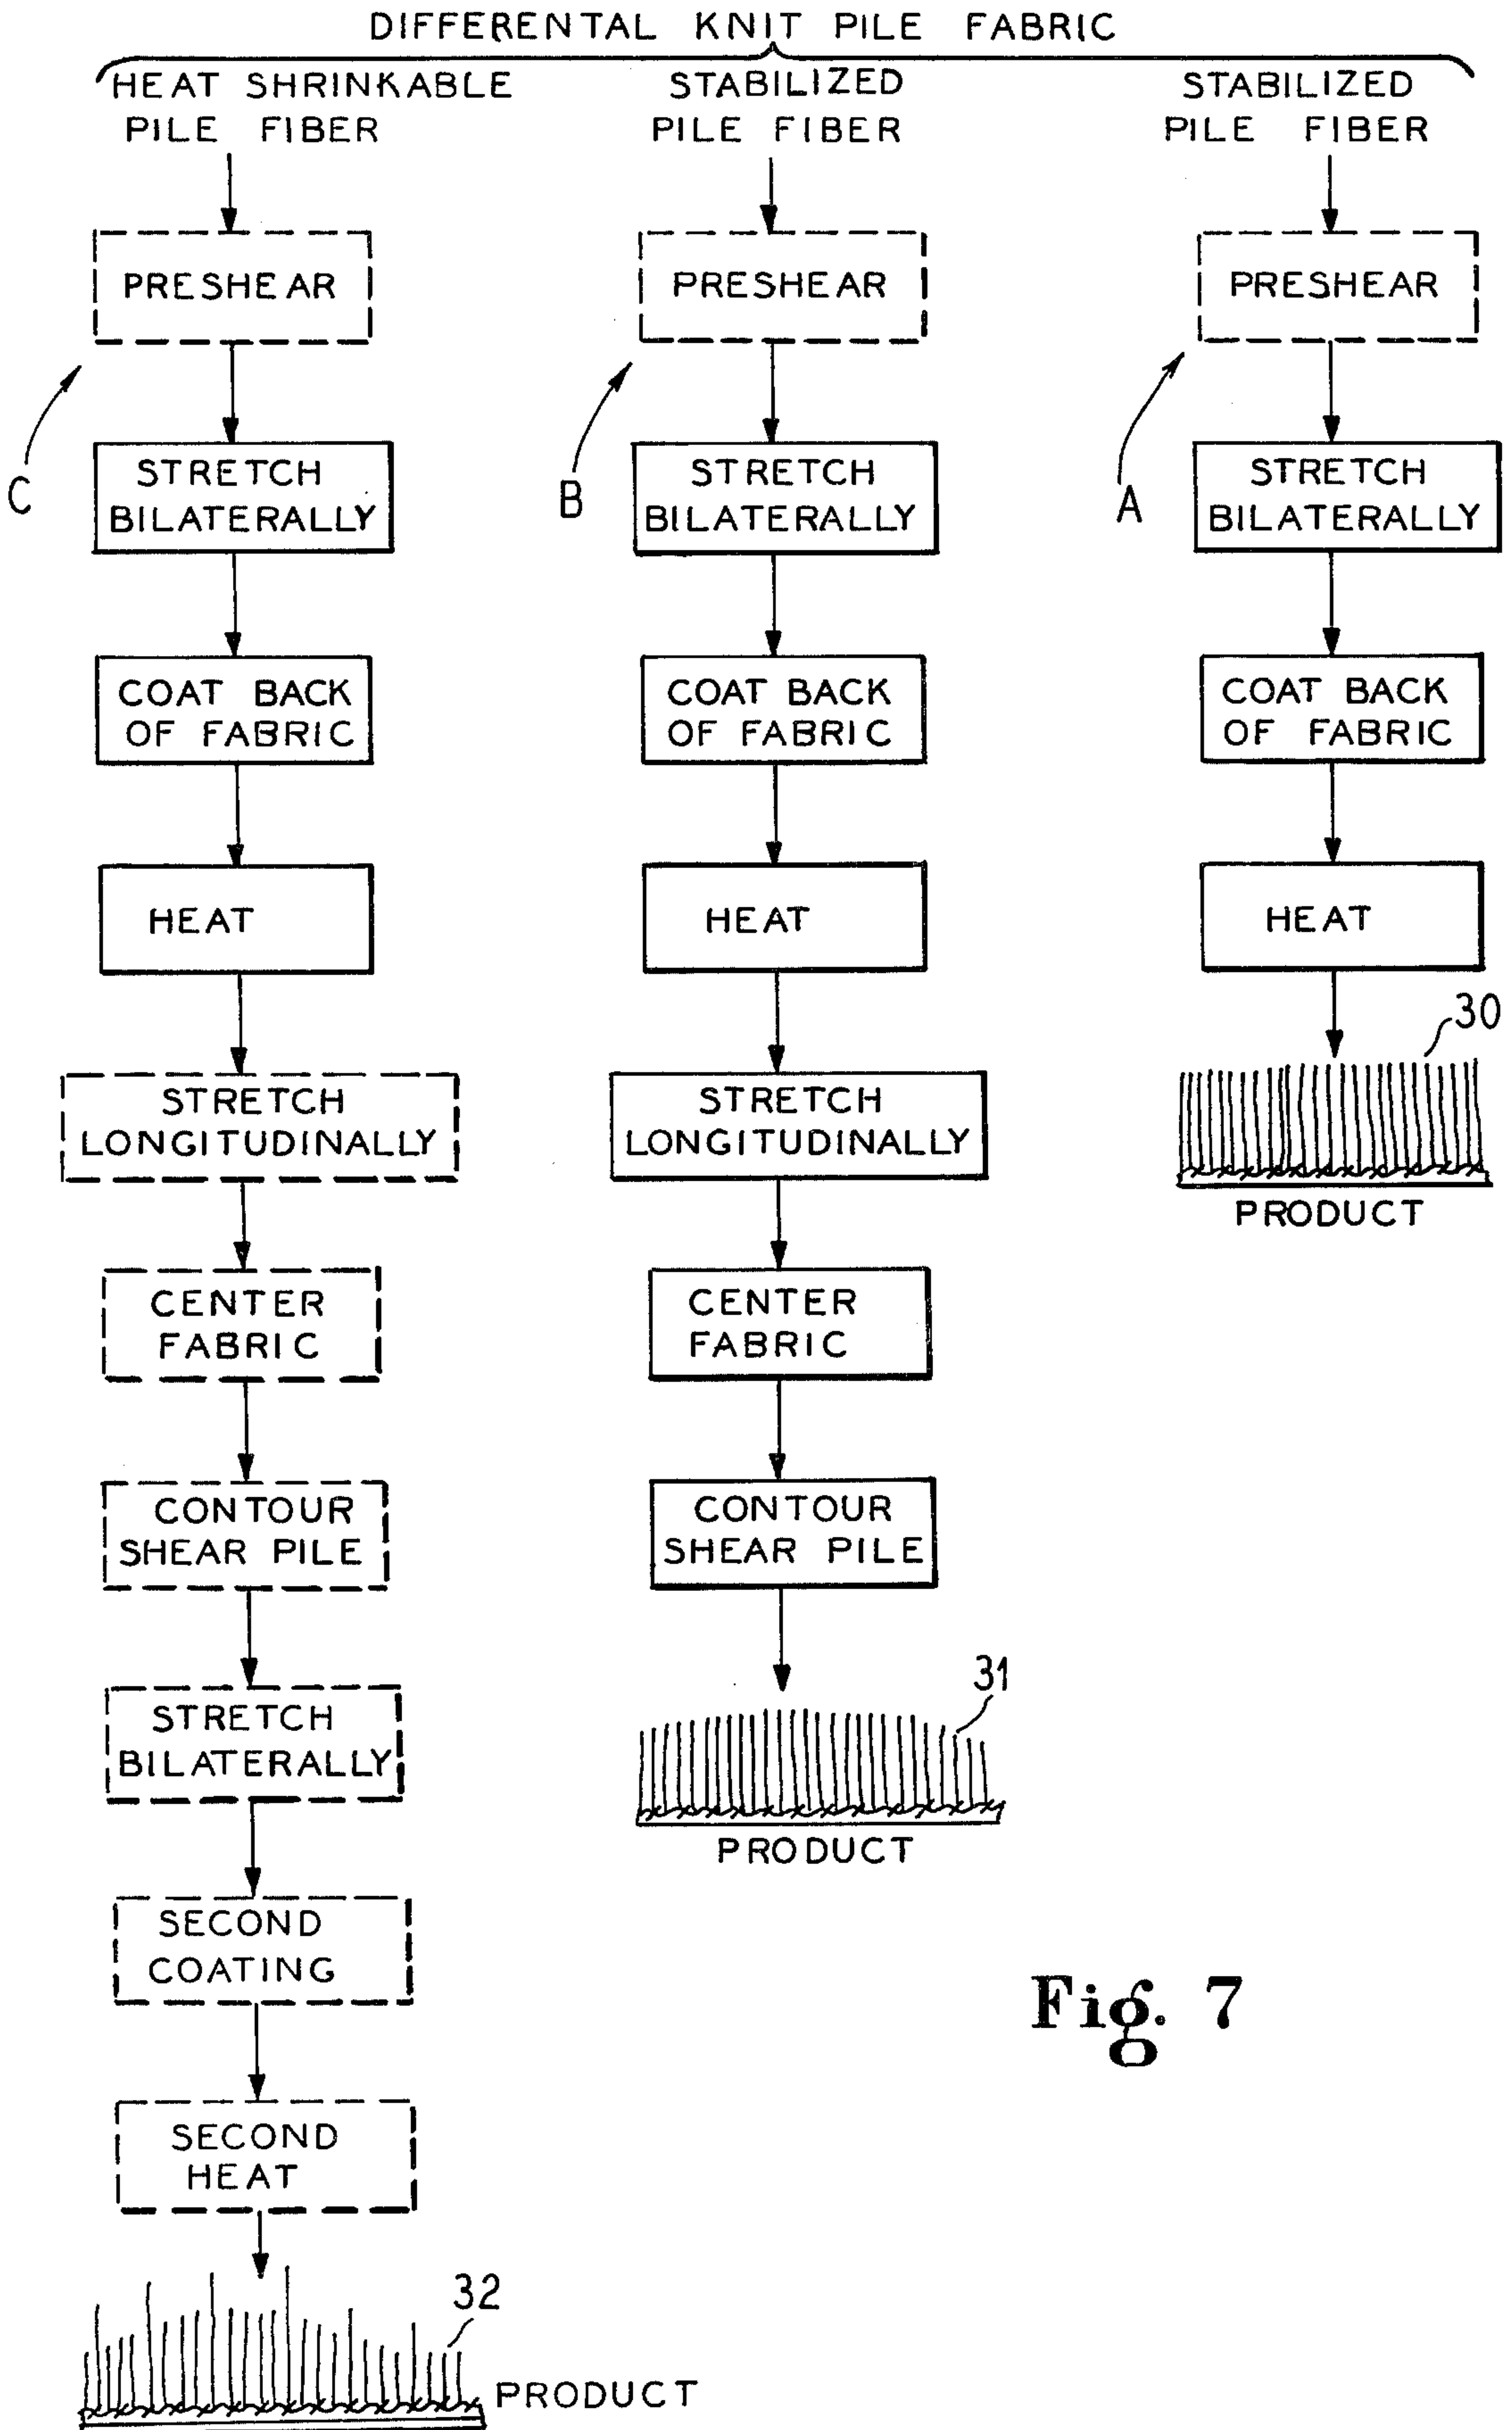 DIFFERENTAL KNIT PILE FABRIC
HEAT SHRINKABLE
PILE FIBER
PRESHEAR
C
STRETCH
BILATERALLY
COAT BACK
OF FABRIC
HEAT
STRETCH
LONGITUDINALLY
CENTER
FABRIC
CONTOUR
SHEAR PILE
STRETCH
BILATERALLY
SECOND
COATING
SECOND
HEAT
32
PRODUCT
STABILIZED
PILE FIBER
PRESHEAR
B
STRETCH
BILATERALLY
COAT BACK
OF FABRIC
HEAT
STRETCH
LONGITUDINALLY
CENTER
FABRIC
CONTOUR
SHEAR PILE
31
PRODUCT
STABILIZED
PILE FIBER
PRESHEAR
A
STRETCH
BILATERALLY
COAT BACK
OF FABRIC
HEAT
30
PRODUCT
Fig. 7